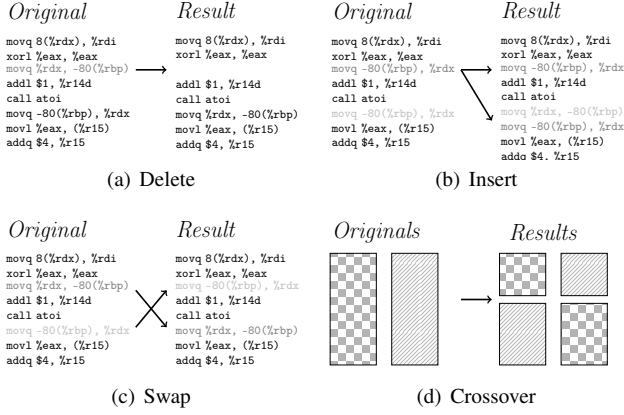 Original
movq 8(%rdx), %rdi
xorl %eax, %eax
movq %rdx, -80(%rbp)
addl $1, %r14d
call atoi
movq -80(%rbp), %rdx
movl %eax, (%r15)
addq $4, %r15
Result
movq 8(%rdx), %rdi
xorl %eax, %eax
addl $1, %r14d
call atoi
movq %rdx, -80(%rbp)
movl %eax, (%r15)
addq $4, %r15
(a) Delete
Original
movq 8(%rdx), %rdi
xorl %eax, %eax
movq -80(%rbp), %rdx
addl $1, %r14d
call atoi
movq -80(%rbp), %rdx
movl %eax, (%r15)
addq $4, %r15
Result
movq 8(%rdx), %rdi
xorl %eax, %eax
movq -80(%rbp), %rdx
addl $1, %r14d
call atoi
movq %rdx, -80(%rbp)
movq -80(%rbp), %rdx
movl %eax, (%r15)
addq $4, %r15
(b) Insert
Original
movq 8(%rdx), %rdi
xorl %eax, %eax
movq %rdx, -80(%rbp)
addl $1, %r14d
call atoi
movq -80(%rbp), %rdx
movl %eax, (%r15)
addq $4, %r15
Result
movq 8(%rdx), %rdi
xorl %eax, %eax
movq -80(%rbp), %rdx
addl $1, %r14d
call atoi
movq %rdx, -80(%rbp)
movl %eax, (%r15)
addq $4, %r15
(c) Swap
Originals
Results
(d) Crossover